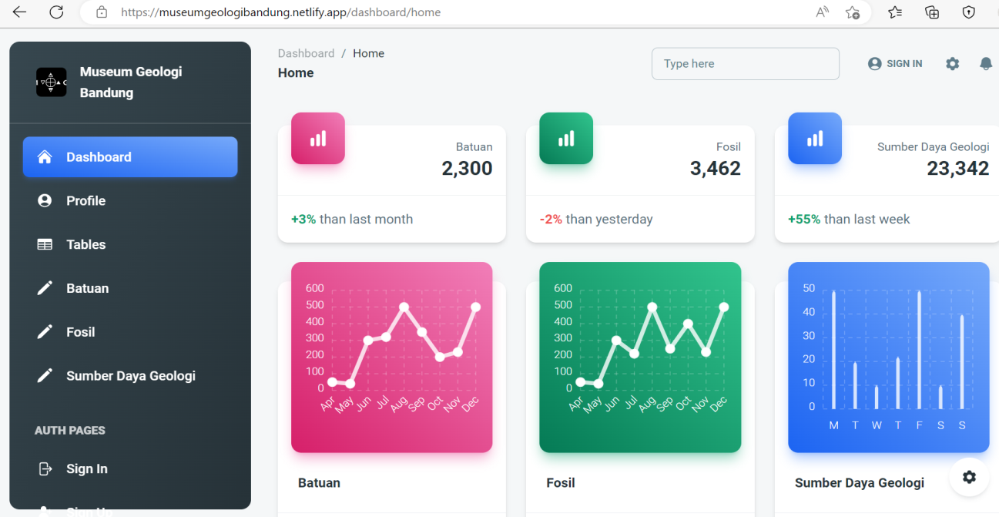 https://museumgeologibandung.netlify.app/dashboard/home
Museum Geologi
Bandung
Dashboard
Profile
Tables
Batuan
Fosil
Sumber Daya Geologi
AUTH PAGES
Sign In
Sign Up
Dashboard / Home
Home
Type here
SIGN IN
Batuan
2,300
+3% than last month
Fosil
3,462
-2% than yesterday
Sumber Daya Geologi
23,342
+55% than last week
600
500
400
300
200
100
0
Apr May Jun Jul Aug Sep Oct Nov Dec
Batuan
600
500
400
300
200
100
0
Apr May Jun Jul Aug Sep Oct Nov Dec
Fosil
50
40
30
20
10
0
M T W T F S S
Sumber Daya Geologi